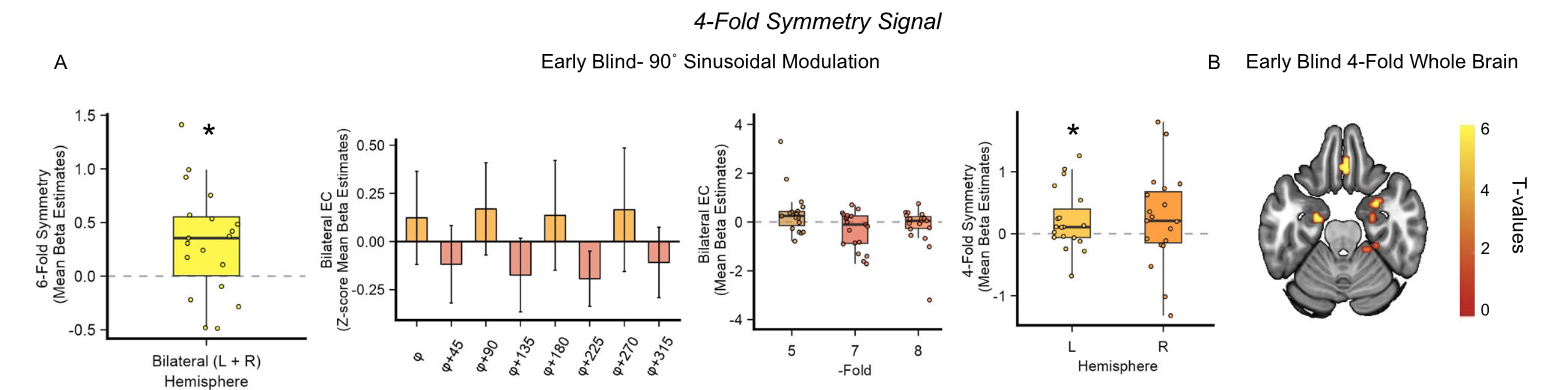 4-Fold Symmetry Signal
A
Early Blind- 90˚ Sinusoidal Modulation
B
Early Blind 4-Fold Whole Brain
6-Fold Symmetry
(Mean Beta Estimates)
1.5
1.0
0.5
0.0
-0.5
*
Bilateral (L + R)
Hemisphere
Bilateral EC
(Z-score Mean Beta Estimates)
0.50
0.25
0.00
-0.25
φ
φ+45
φ+90
φ+135
φ+180
φ+225
φ+270
φ+315
Bilateral EC
(Mean Beta Estimates)
4
2
0
-2
-4
5
7
8
-Fold
4-Fold Symmetry
(Mean Beta Estimates)
1
0
-1
*
L
R
Hemisphere
6
4
2
0
T-values